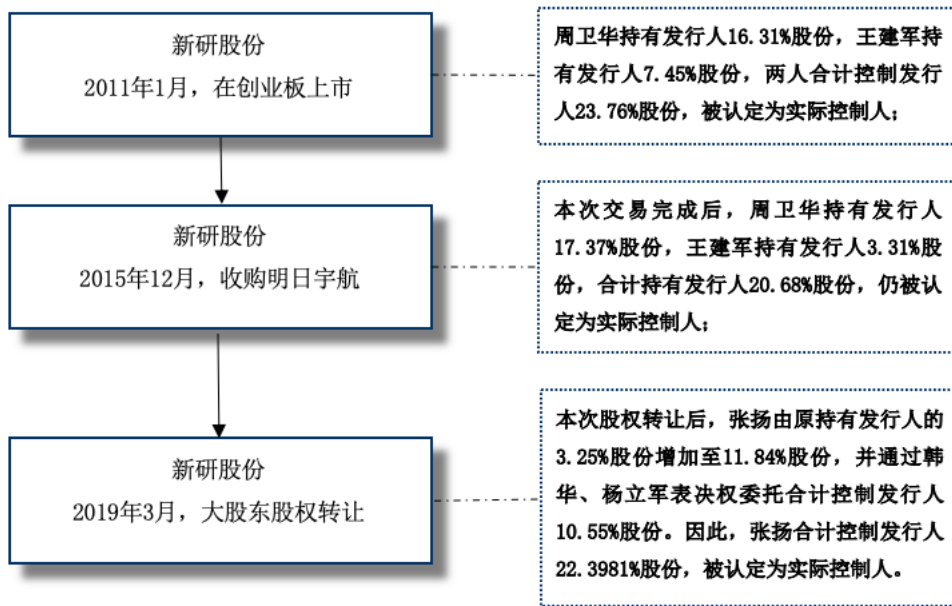 新研股份
2011年1月，在创业板上市
周卫华持有发行人16.31%股份，王建军持
有发行人7.45%股份，两人合计控制发行
人23.76%股份，被认定为实际控制人；
新研股份
2015年12月，收购明日宇航
本次交易完成后，周卫华持有发行人
17.37%股份，王建军持有发行人3.31%股
份，合计持有发行人20.68%股份，仍被认
定为实际控制人；
新研股份
2019年3月，大股东股权转让
本次股权转让后，张扬由原持有发行人的
3.25%股份增加至11.84%股份，并通过韩
华、杨立军表决权委托合计控制发行人
10.55%股份。因此，张扬合计控制发行人
22.3981%股份，被认定为实际控制人。